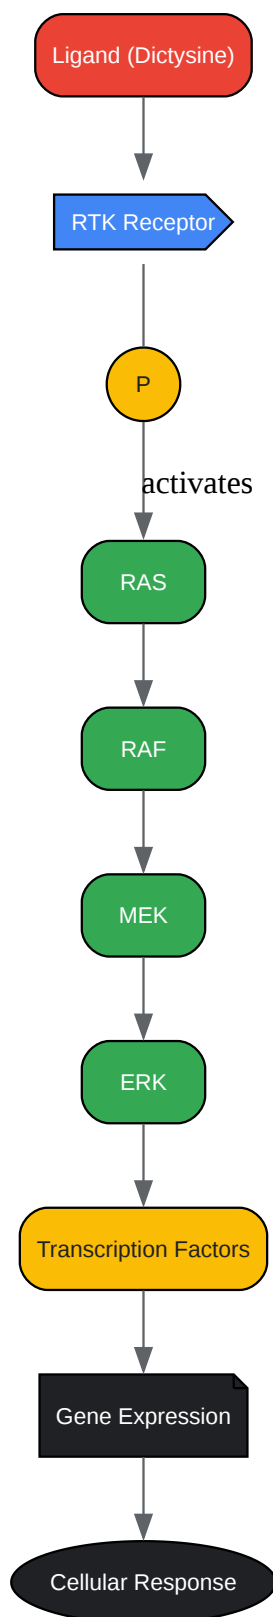 Ligand (Dictysine)
RTK Receptor
P
activates
RAS
RAF
MEK
ERK
Transcription Factors
Gene Expression
Cellular Response